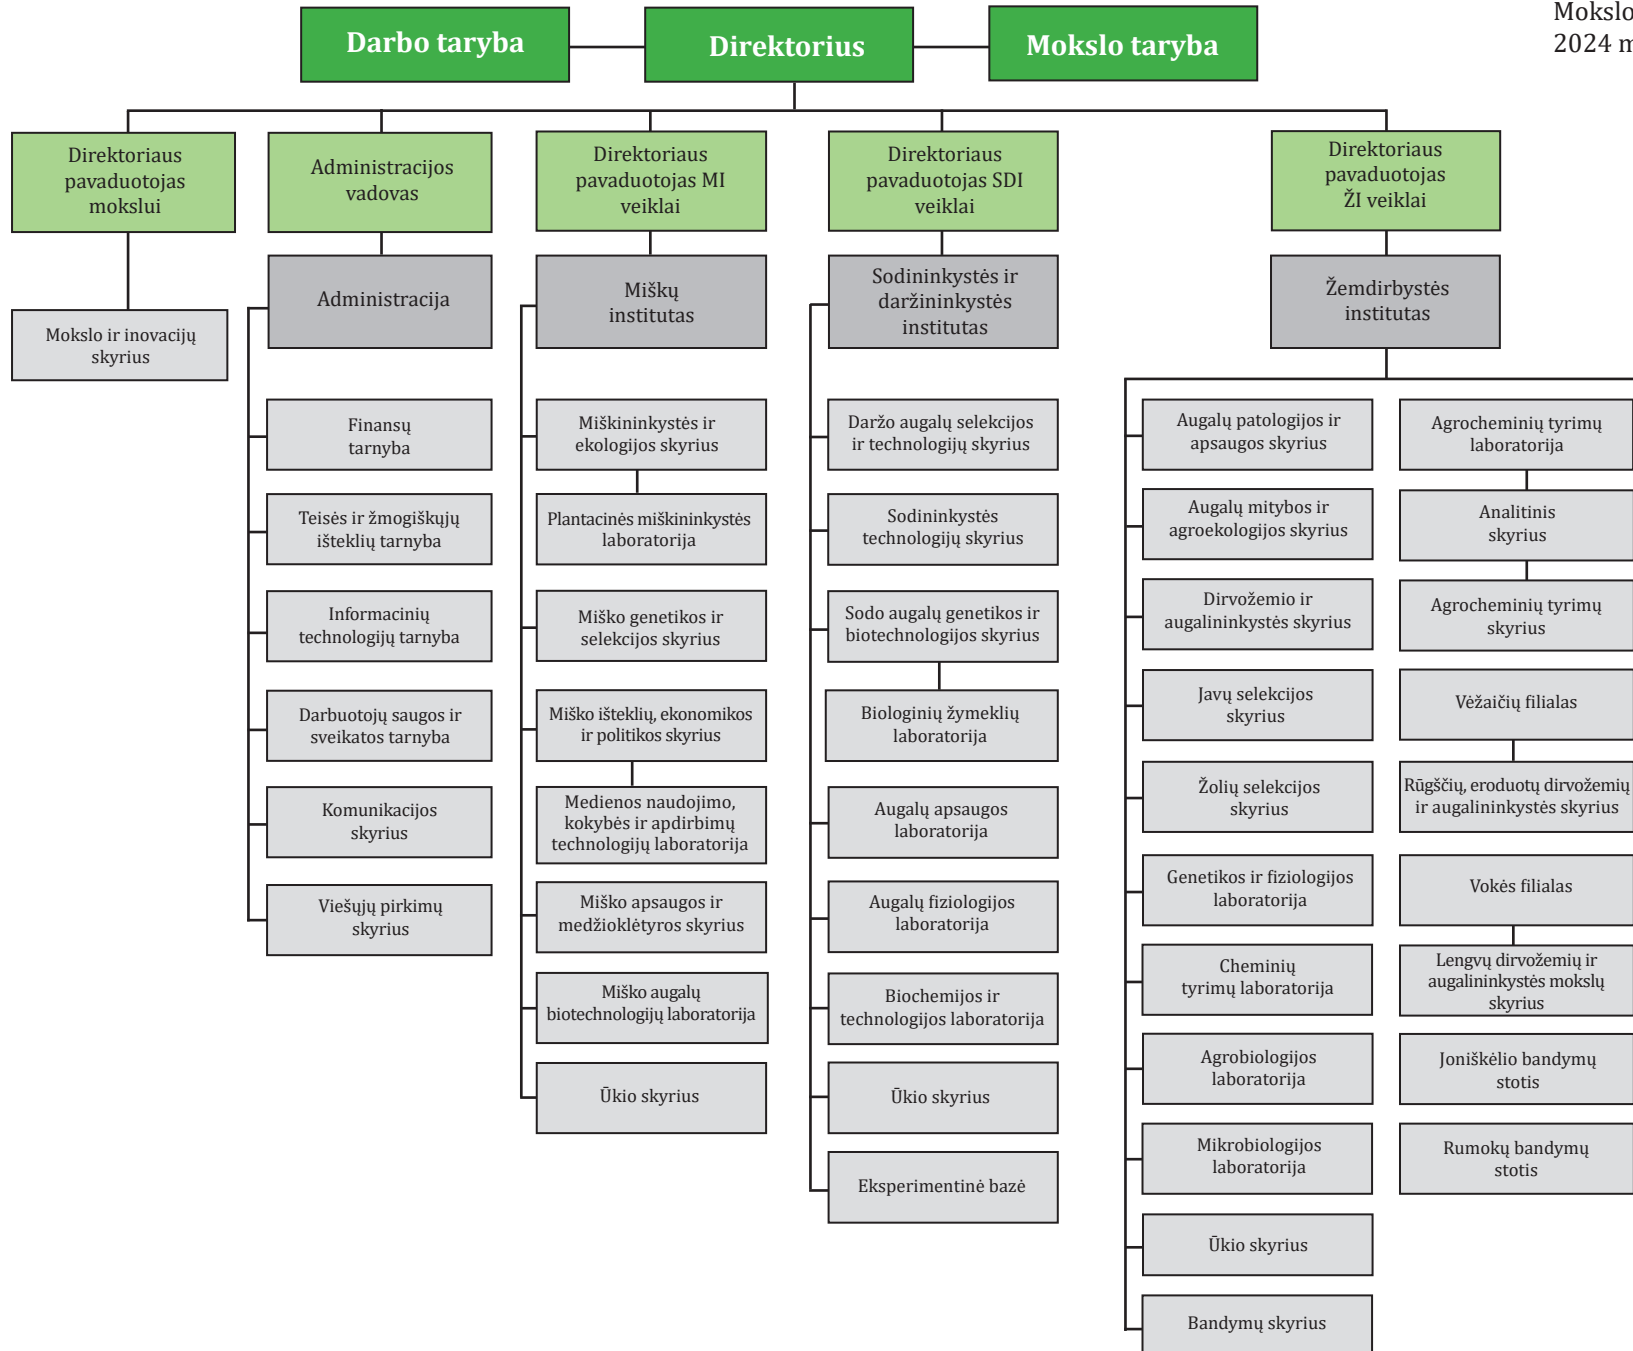 Mokslo
2024 m
Darbo taryba
Direktorius
Mokslo taryba
Direktoriaus
pavaduotojas
mokslui
Administracijos
vadovas
Direktoriaus
pavaduotojas MI
veiklai
Direktoriaus
pavaduotojas SDI
veiklai
Direktoriaus
pavaduotojas
ŽI veiklai
Mokslo ir inovacijų
skyrius
Administracija
Finansų
tarnyba
Teisės ir žmogiškųjų
išteklių tarnyba
Informacinių
technologijų tarnyba
Darbuotojų saugos ir
sveikatos tarnyba
Komunikacijos
skyrius
Viešųjų pirkimų
skyrius
Miškų
institutas
Miškininkystės ir
ekologijos skyrius
Plantacinės miškininkystės
laboratorija
Miško genetikos ir
selekcijos skyrius
Miško išteklių, ekonomikos
ir politikos skyrius
Medienos naudojimo,
kokybės ir apdirbimų
technologijų laboratorija
Miško apsaugos ir
medžioklėtyros skyrius
Miško augalų
biotechnologijų laboratorija
Ūkio skyrius
Sodininkystės ir
daržininkystės
institutas
Daržo augalų selekcijos
ir technologijų skyrius
Sodininkystės
technologijų skyrius
Sodo augalų genetikos ir
biotechnologijos skyrius
Biologinių žymeklių
laboratorija
Augalų apsaugos
laboratorija
Augalų fiziologijos
laboratorija
Biochemijos ir
technologijos laboratorija
Ūkio skyrius
Eksperimentinė bazė
Žemdirbystės
institutas
Augalų patologijos ir
apsaugos skyrius
Augalų mitybos ir
agroekologijos skyrius
Dirvožemio ir
augalininkystės skyrius
Javų selekcijos
skyrius
Žolių selekcijos
skyrius
Genetikos ir fiziologijos
laboratorija
Cheminių
tyrimų laboratorija
Agrobiologijos
laboratorija
Mikrobiologijos
laboratorija
Ūkio skyrius
Bandymų skyrius
Agrocheminių tyrimų
laboratorija
Analitinis
skyrius
Agrocheminių tyrimų
skyrius
Vėžaičių filialas
Rūgščių, eroduotų dirvožemių
ir augalininkystės skyrius
Vokės filialas
Lengvų dirvožemių ir
augalininkystės mokslų
skyrius
Joniškėlio bandymų
stotis
Rumokų bandymų
stotis